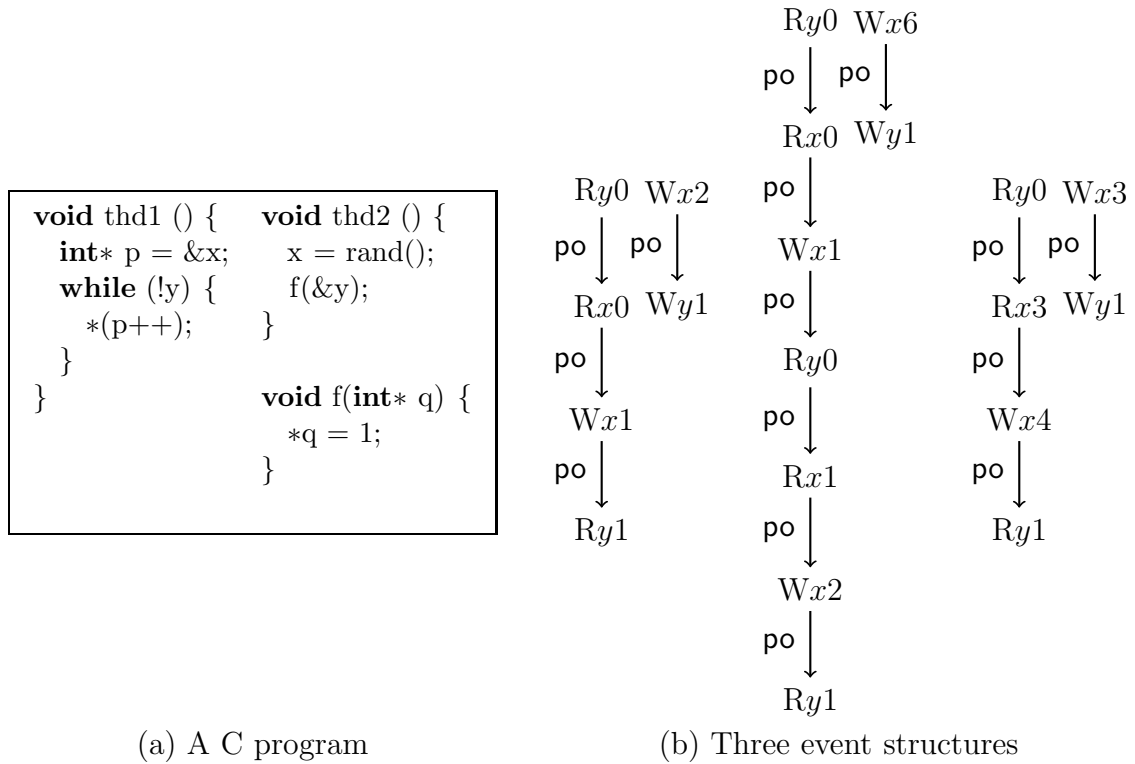 void thd1 () {
int∗ p = &x;
while (!y) {
∗(p++);
}
}
void thd2 () {
x = rand();
f(&y);
}
void f(int∗ q) {
∗q = 1;
}
(a) A C program
Ry0 Wx2
po po
Rx0 Wy1
po
Wx1
po
Ry1
Ry0 Wx6
po po
Rx0 Wy1
po
Wx1
po
Ry0
po
Rx1
po
Wx2
po
Ry1
Ry0 Wx3
po po
Rx3 Wy1
po
Wx4
po
Ry1
(b) Three event structures